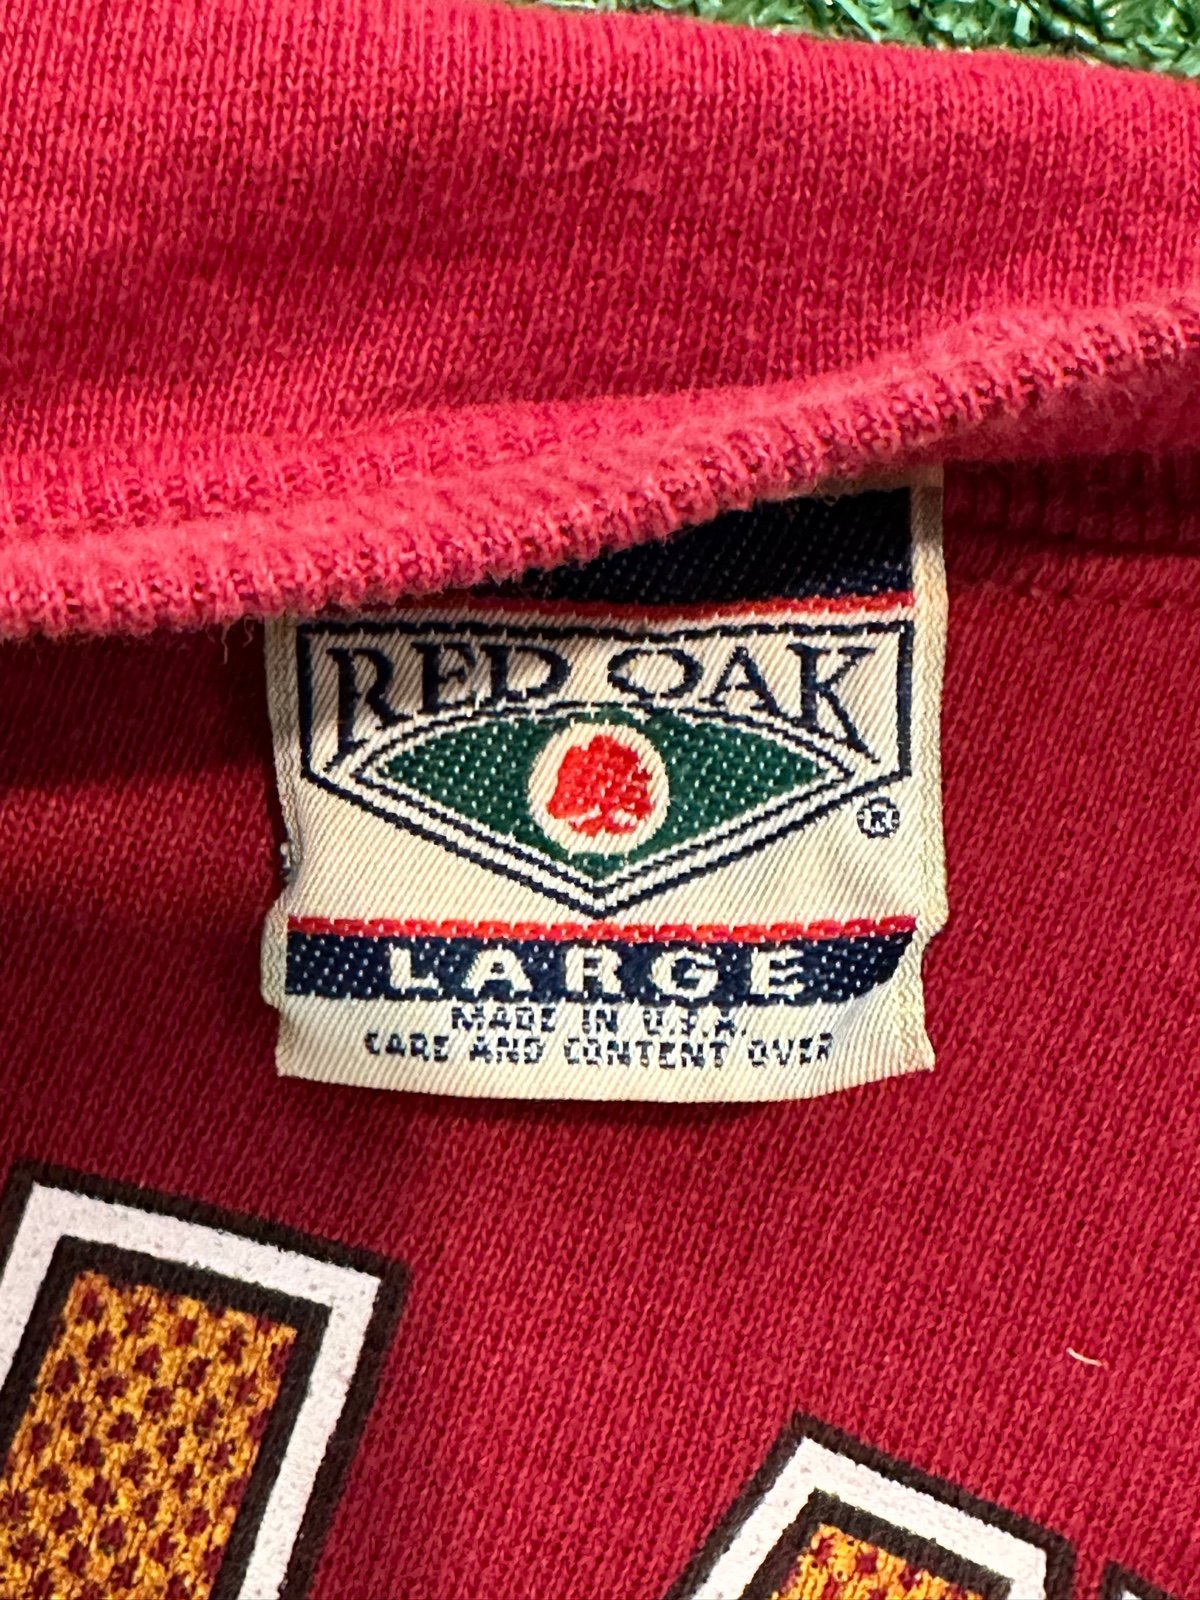 RED OAK
®
LARGE
MADE IN U.S.A.
CARE AND CONTENT OVER